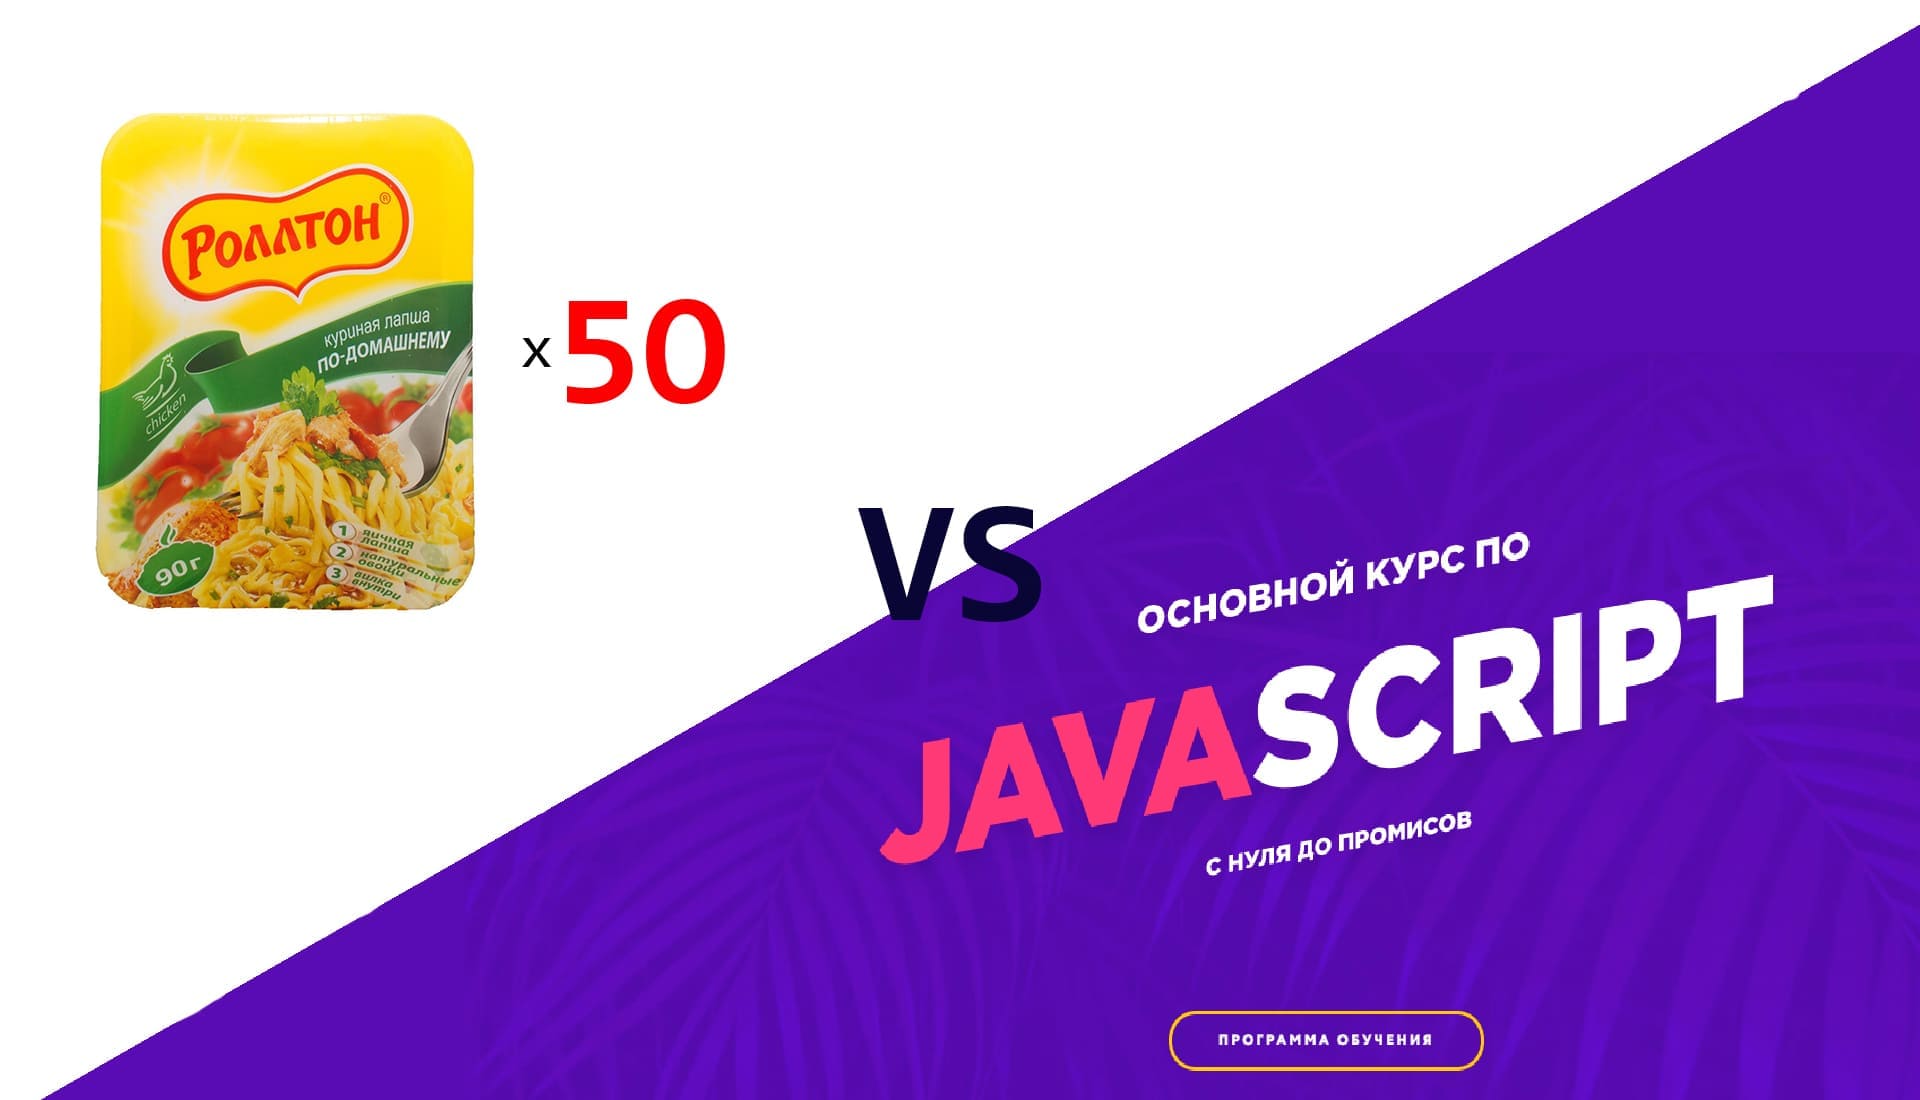 Роллтон®
куриная лапша
ПО-ДОМАШНЕМУ
chicken
1 яичная
лапша
2 натуральные
овощи
3 вилка
внутри
90 г
x50
VS
ОСНОВНОЙ КУРС ПО
JAVASCRIPT
С НУЛЯ ДО ПРОМИСОВ
ПРОГРАММА ОБУЧЕНИЯ